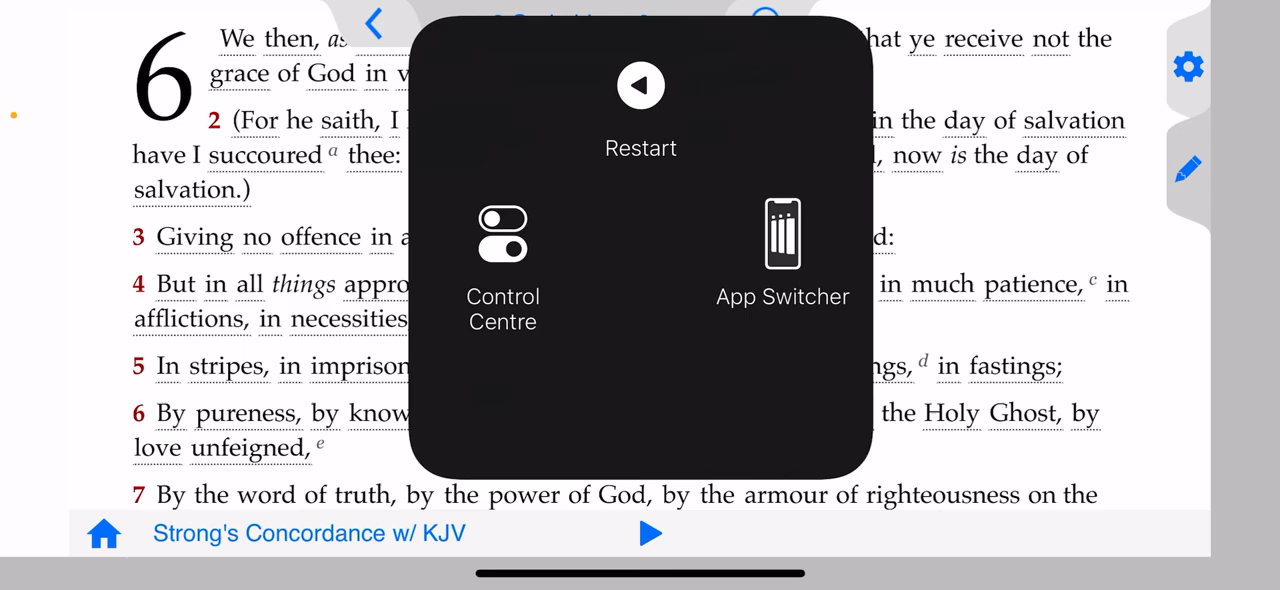 6 We then, as hat ye receive not the
grace of God in v
2 (For he saith, I in the day of salvation
have I succoured a thee: , now is the day of
salvation.)
3 Giving no offence in a d:
4 But in all things appro in much patience, c in
afflictions, in necessities
5 In stripes, in imprison ngs, d in fastings;
6 By pureness, by know the Holy Ghost, by
love unfeigned, e
7 By the word of truth, by the power of God, by the armour of righteousness on the
Restart
Control
Centre
App Switcher
Strong's Concordance w/ KJV